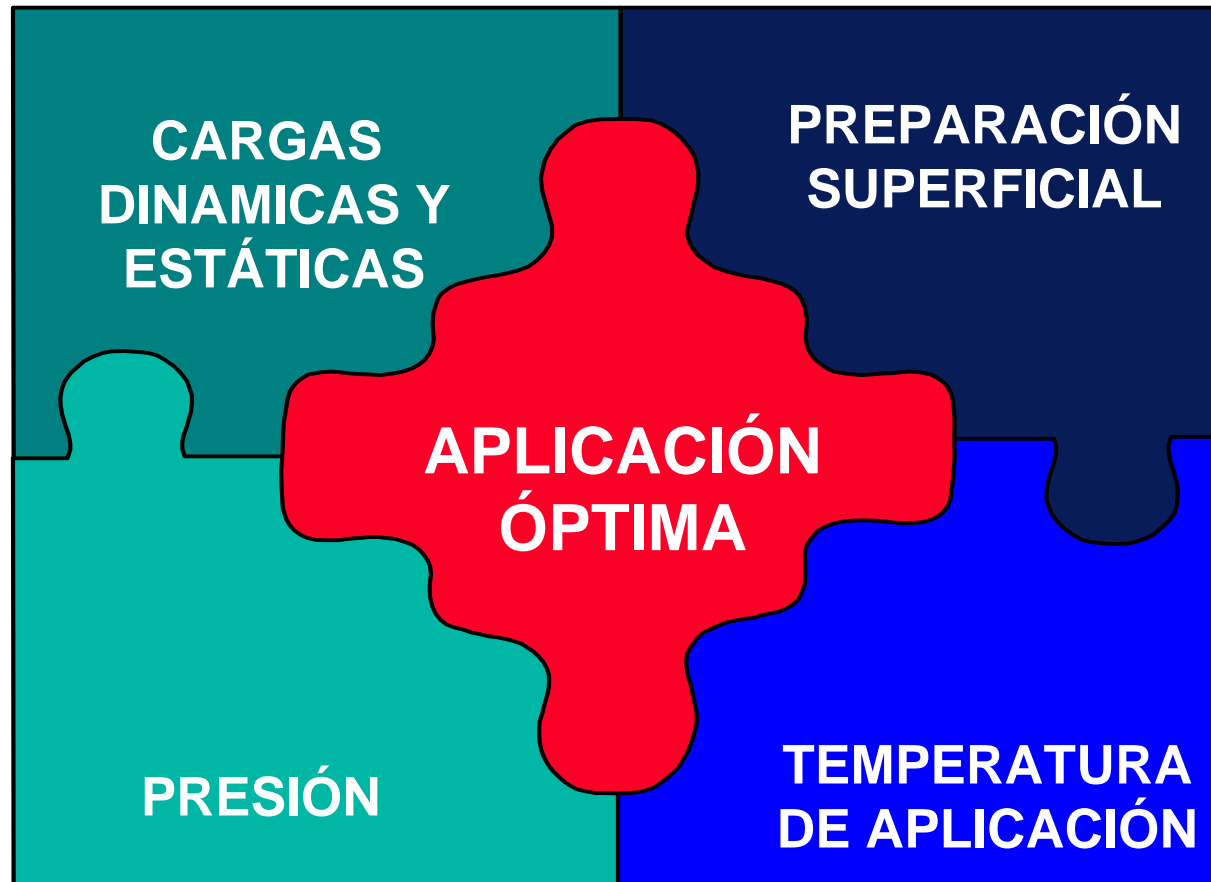 CARGAS
DINAMICAS Y
ESTÁTICAS
PREPARACIÓN
SUPERFICIAL
APLICACIÓN
ÓPTIMA
PRESIÓN
TEMPERATURA
DE APLICACIÓN